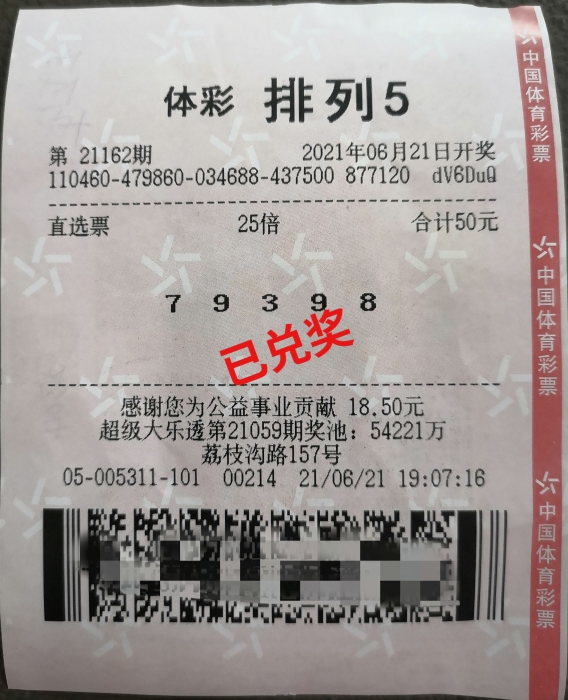 体彩 排列5
第 21162期 2021年06月21日开奖
110460-479860-034688-437500 877120 dV6DuQ
直选票 25倍 合计50元
7 9 3 9 8
已兑奖
感谢您为公益事业贡献 18.50元
超级大乐透第21059期奖池：54221万
荔枝沟路157号
05-005311-101 00214 21/06/21 19:07:16
中国体育彩票
中国体育彩票
中国体育彩票